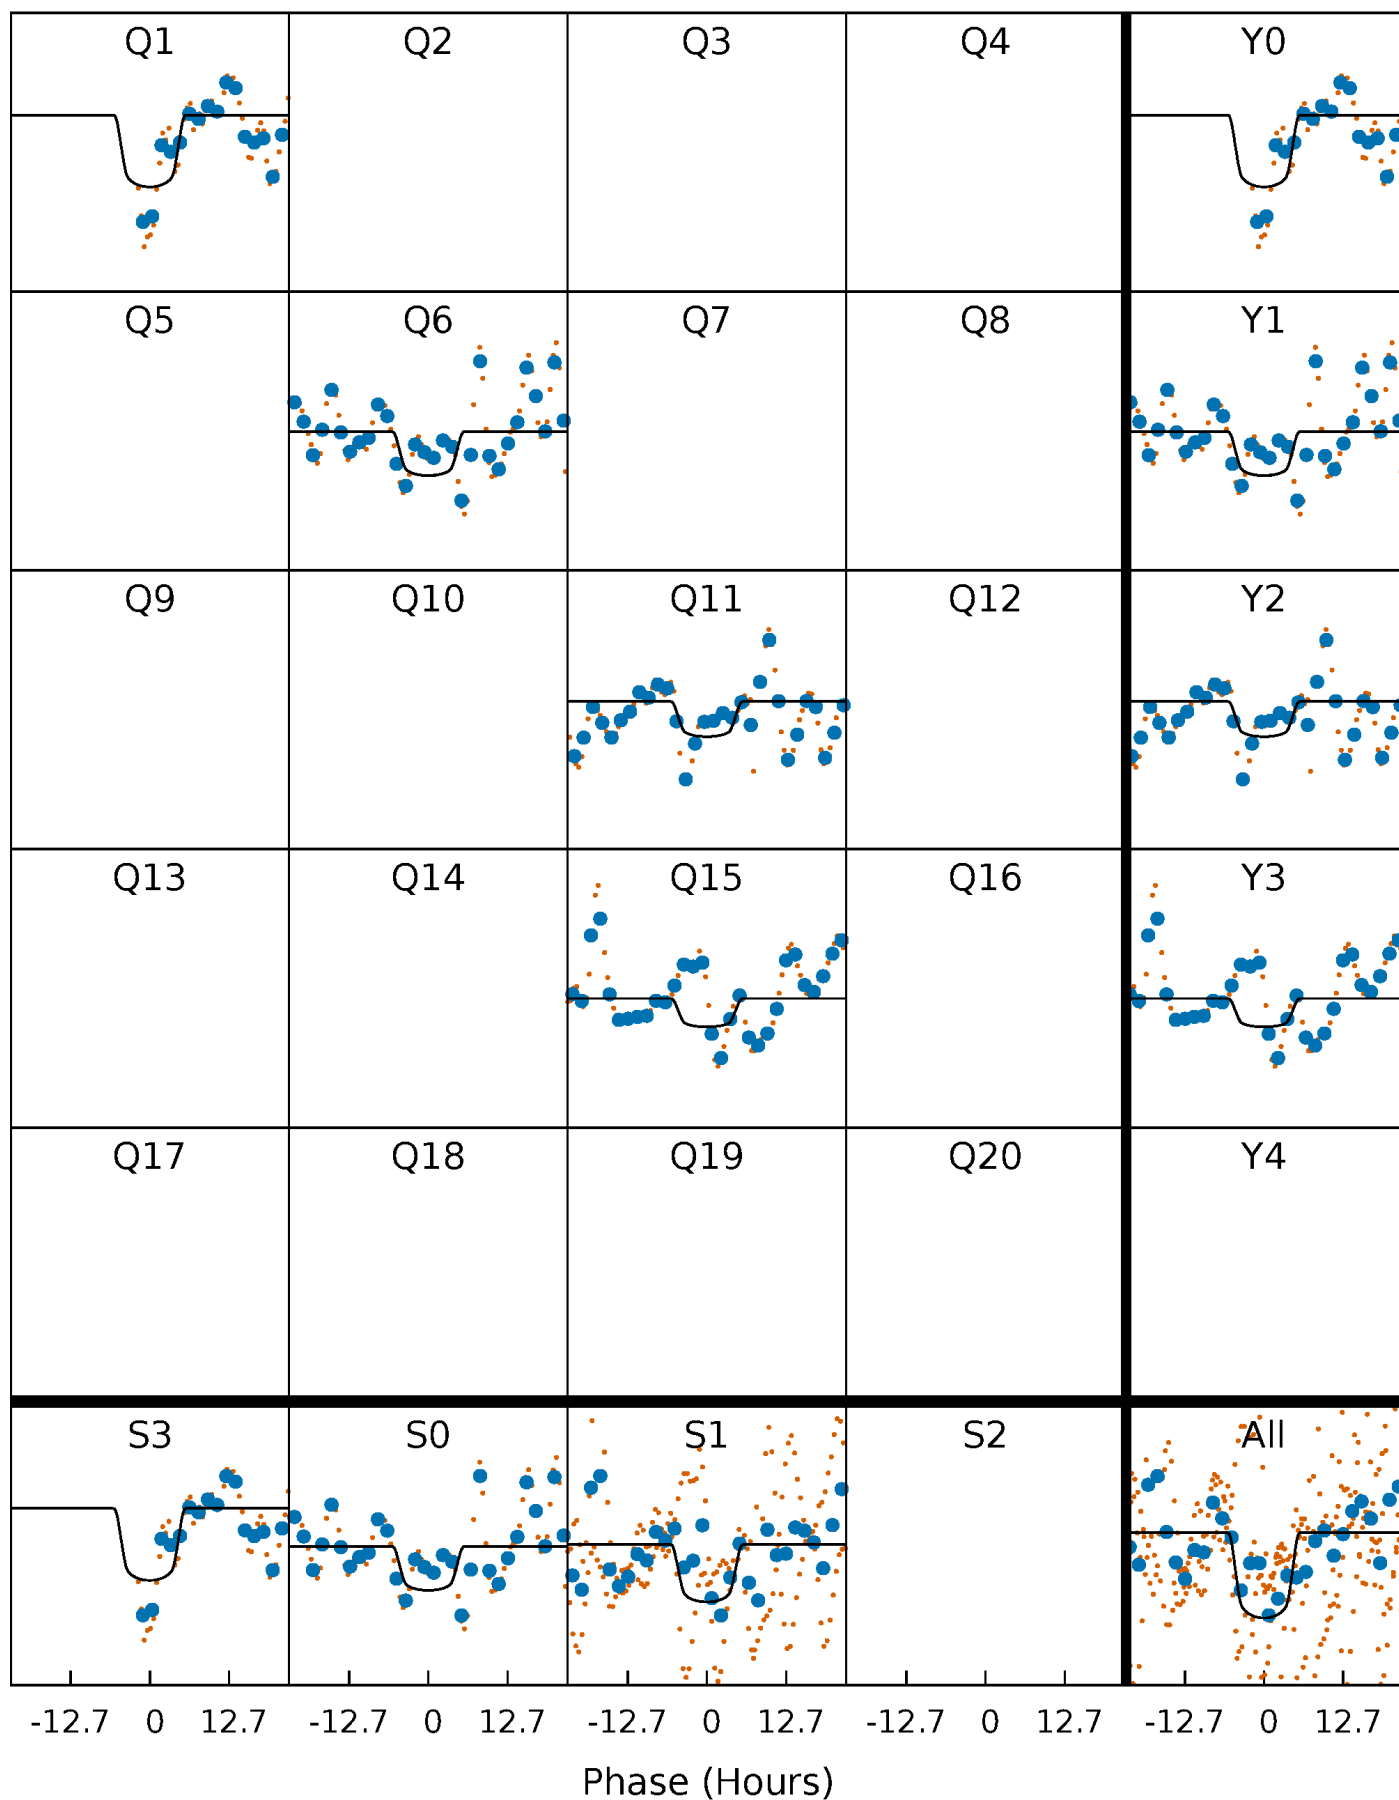 Q1 Q2 Q3 Q4 Y0
Q5 Q6 Q7 Q8 Y1
Q9 Q10 Q11 Q12 Y2
Q13 Q14 Q15 Q16 Y3
Q17 Q18 Q19 Q20 Y4
S3 S0 S1 S2 All
-12.7 0 12.7 -12.7 0 12.7 -12.7 0 12.7 -12.7 0 12.7 -12.7 0 12.7
Phase (Hours)